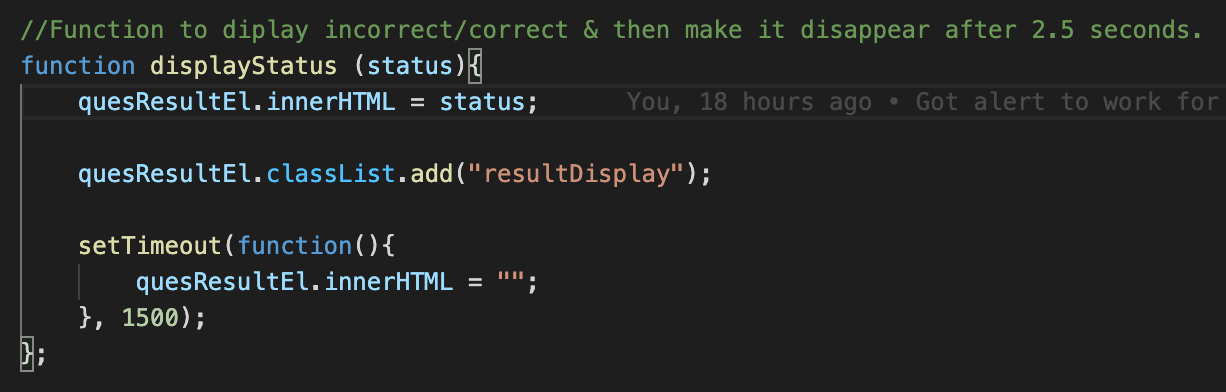 //Function to diplay incorrect/correct & then make it disappear after 2.5 seconds.
function displayStatus (status){
    quesResultEl.innerHTML = status;        You, 18 hours ago • Got alert to work for
    quesResultEl.classList.add("resultDisplay");
    setTimeout(function(){
        quesResultEl.innerHTML = "";
    }, 1500);
};